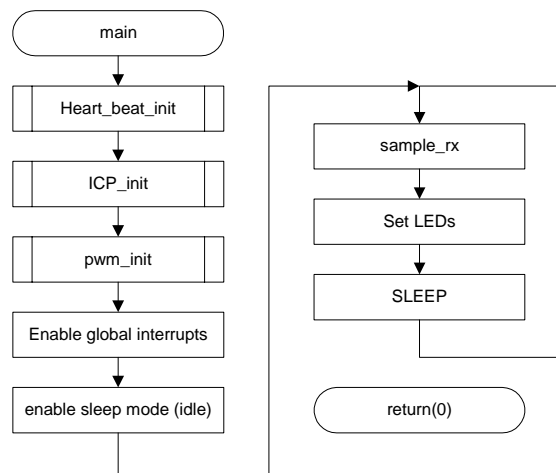 main
Heart_beat_init
ICP_init
pwm_init
Enable global interrupts
enable sleep mode (idle)
sample_rx
Set LEDs
SLEEP
return(0)